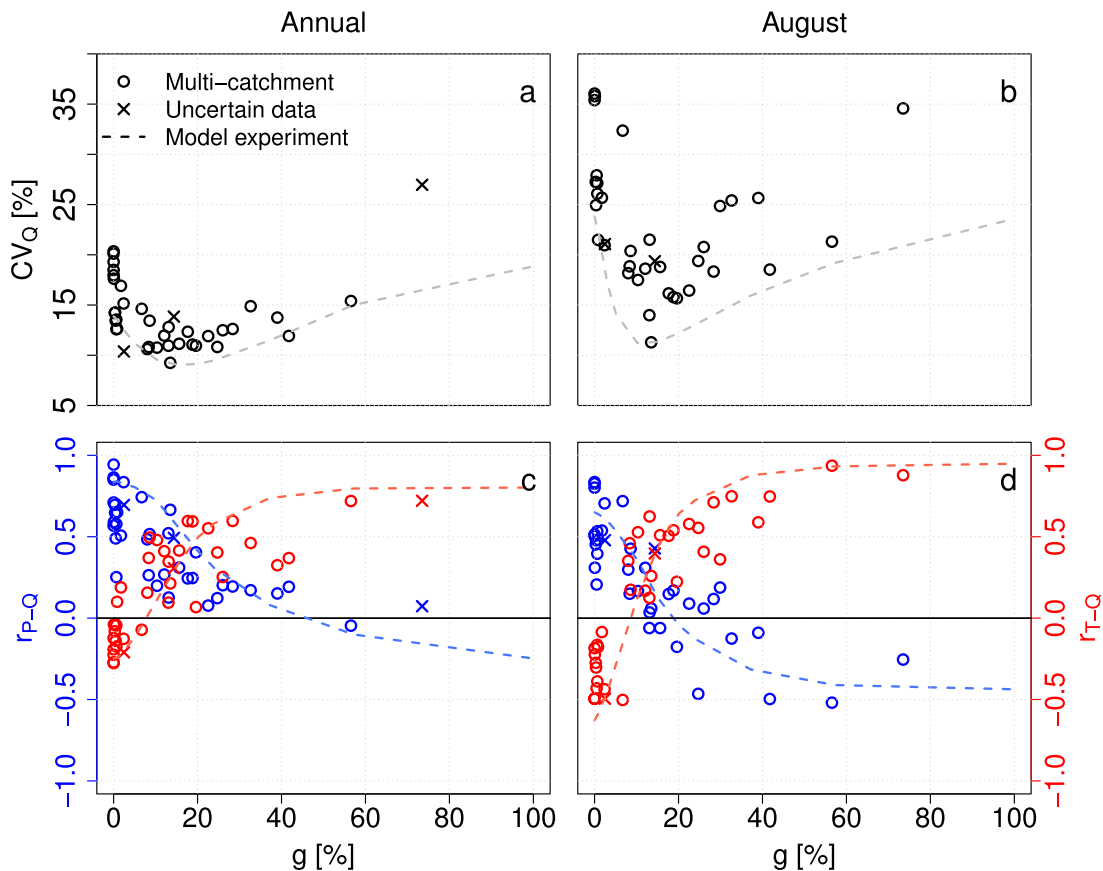 Annual
August
Multi−catchment
Uncertain data
Model experiment
a
b
CV_Q [%]
35
25
15
5
c
d
r_P−Q
1.0
0.5
0.0
−0.5
−1.0
1.0
0.5
0.0
−0.5
−1.0
r_T−Q
0 20 40 60 80 100
0 20 40 60 80 100
g [%]
g [%]